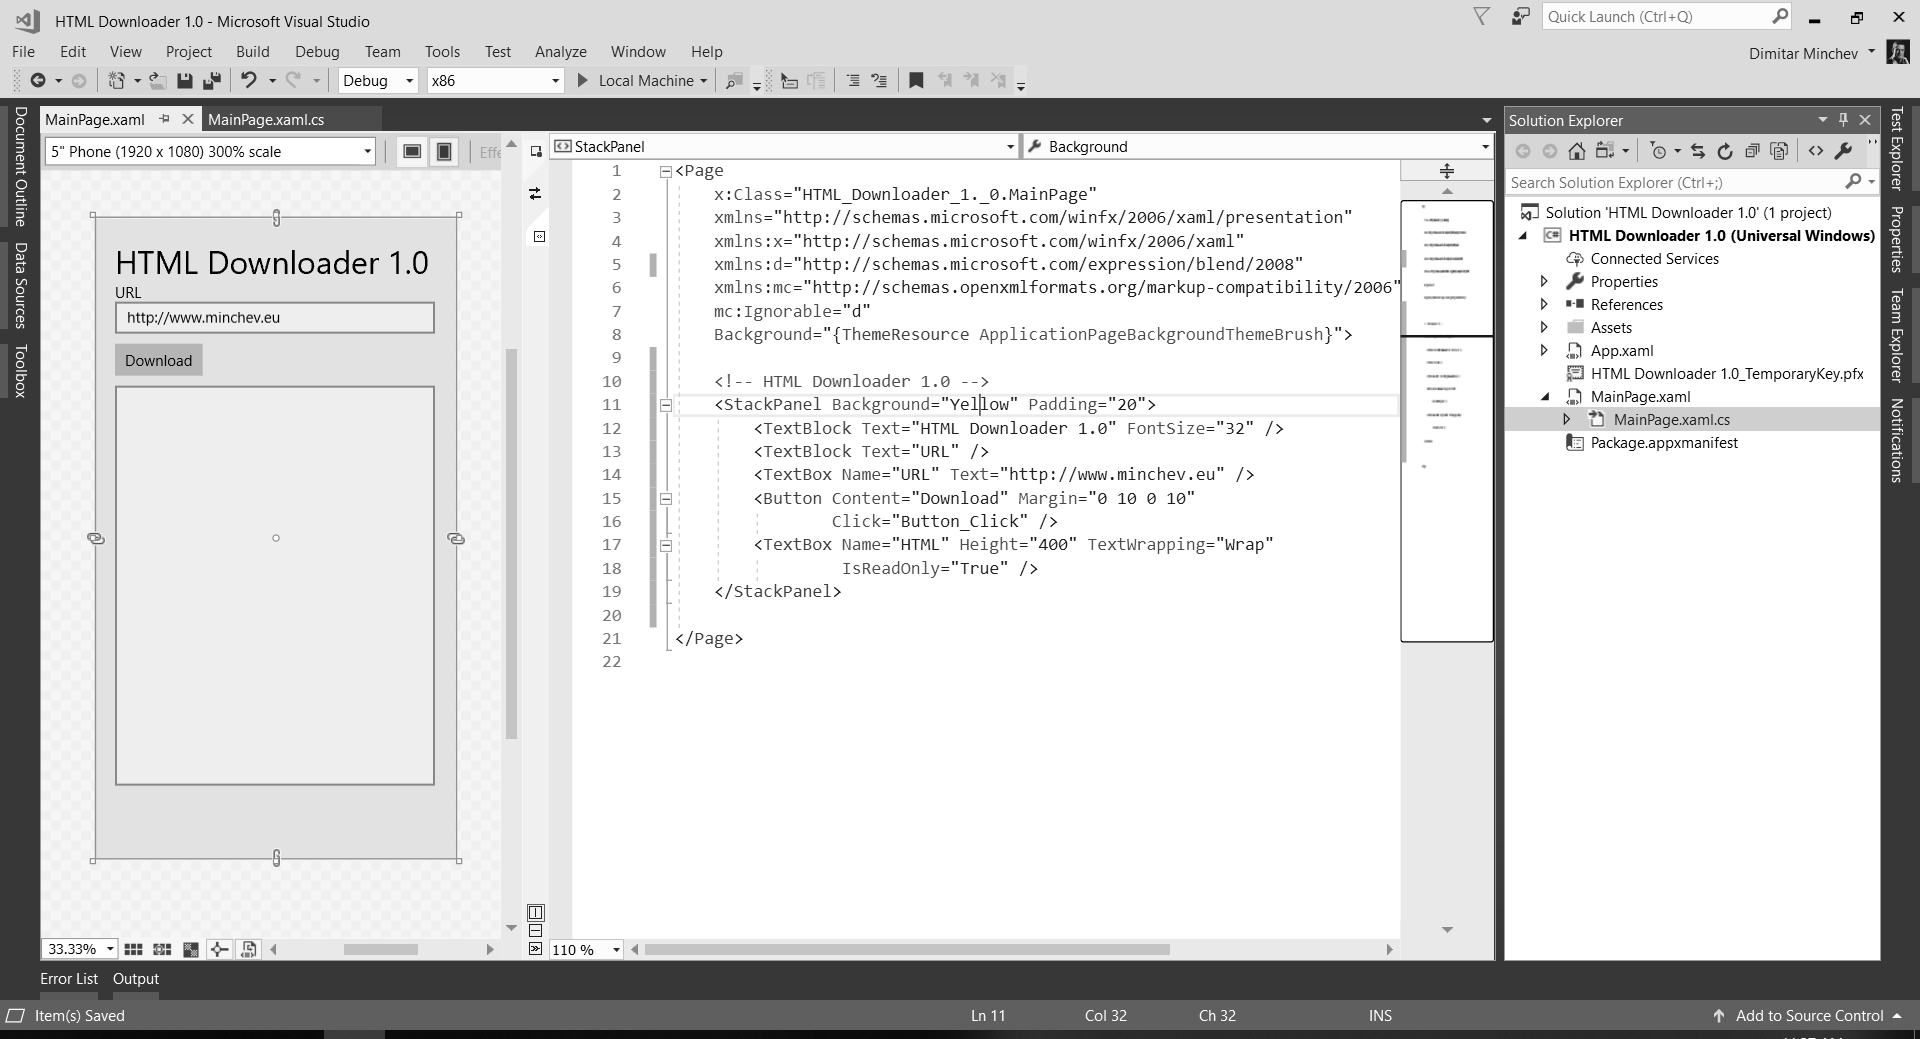 HTML Downloader 1.0 - Microsoft Visual Studio
Quick Launch (Ctrl+Q)
File Edit View Project Build Debug Team Tools Test Analyze Window Help
Dimitar Minchev
Debug x86 Local Machine
Document Outline
Data Sources
Toolbox
MainPage.xaml
MainPage.xaml.cs
5" Phone (1920 x 1080) 300% scale
Effe
HTML Downloader 1.0
URL
http://www.minchev.eu
Download
33.33%
StackPanel
Background
1 <Page
2 x:Class="HTML_Downloader_1._0.MainPage"
3 xmlns="http://schemas.microsoft.com/winfx/2006/xaml/presentation"
4 xmlns:x="http://schemas.microsoft.com/winfx/2006/xaml"
5 xmlns:d="http://schemas.microsoft.com/expression/blend/2008"
6 xmlns:mc="http://schemas.openxmlformats.org/markup-compatibility/2006"
7 mc:Ignorable="d"
8 Background="{ThemeResource ApplicationPageBackgroundThemeBrush}">
9
10 <!-- HTML Downloader 1.0 -->
11 <StackPanel Background="Yellow" Padding="20">
12 <TextBlock Text="HTML Downloader 1.0" FontSize="32" />
13 <TextBlock Text="URL" />
14 <TextBox Name="URL" Text="http://www.minchev.eu" />
15 <Button Content="Download" Margin="0 10 0 10"
16 Click="Button_Click" />
17 <TextBox Name="HTML" Height="400" TextWrapping="Wrap"
18 IsReadOnly="True" />
19 </StackPanel>
20
21 </Page>
22
110 %
Solution Explorer
Search Solution Explorer (Ctrl+;)
Solution 'HTML Downloader 1.0' (1 project)
C# HTML Downloader 1.0 (Universal Windows)
Connected Services
Properties
References
Assets
App.xaml
HTML Downloader 1.0_TemporaryKey.pfx
MainPage.xaml
MainPage.xaml.cs
Package.appxmanifest
Test Explorer
Properties
Team Explorer
Notifications
Error List Output
Item(s) Saved
Ln 11 Col 32 Ch 32 INS
Add to Source Control